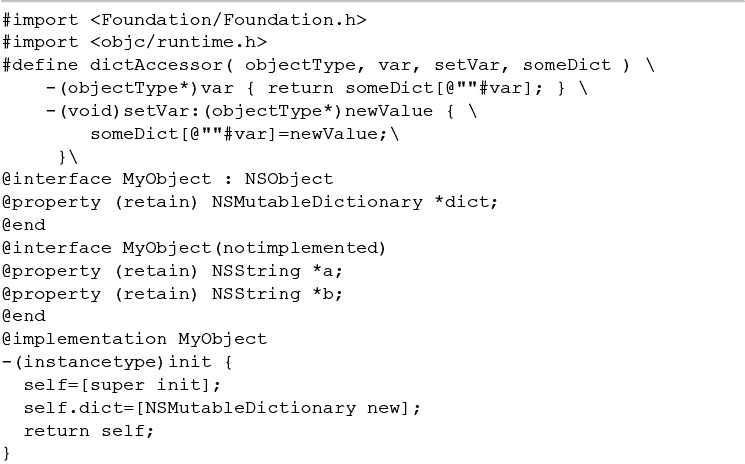 #import <Foundation/Foundation.h>
#import <objc/runtime.h>
#define dictAccessor( objectType, var, setVar, someDict ) \
    -(objectType*)var { return someDict[@""#var]; } \
    -(void)setVar:(objectType*)newValue { \
        someDict[@""#var]=newValue;\
     }\
@interface MyObject : NSObject
@property (retain) NSMutableDictionary *dict;
@end
@interface MyObject(notimplemented)
@property (retain) NSString *a;
@property (retain) NSString *b;
@end
@implementation MyObject
-(instancetype)init {
  self=[super init];
  self.dict=[NSMutableDictionary new];
  return self;
}